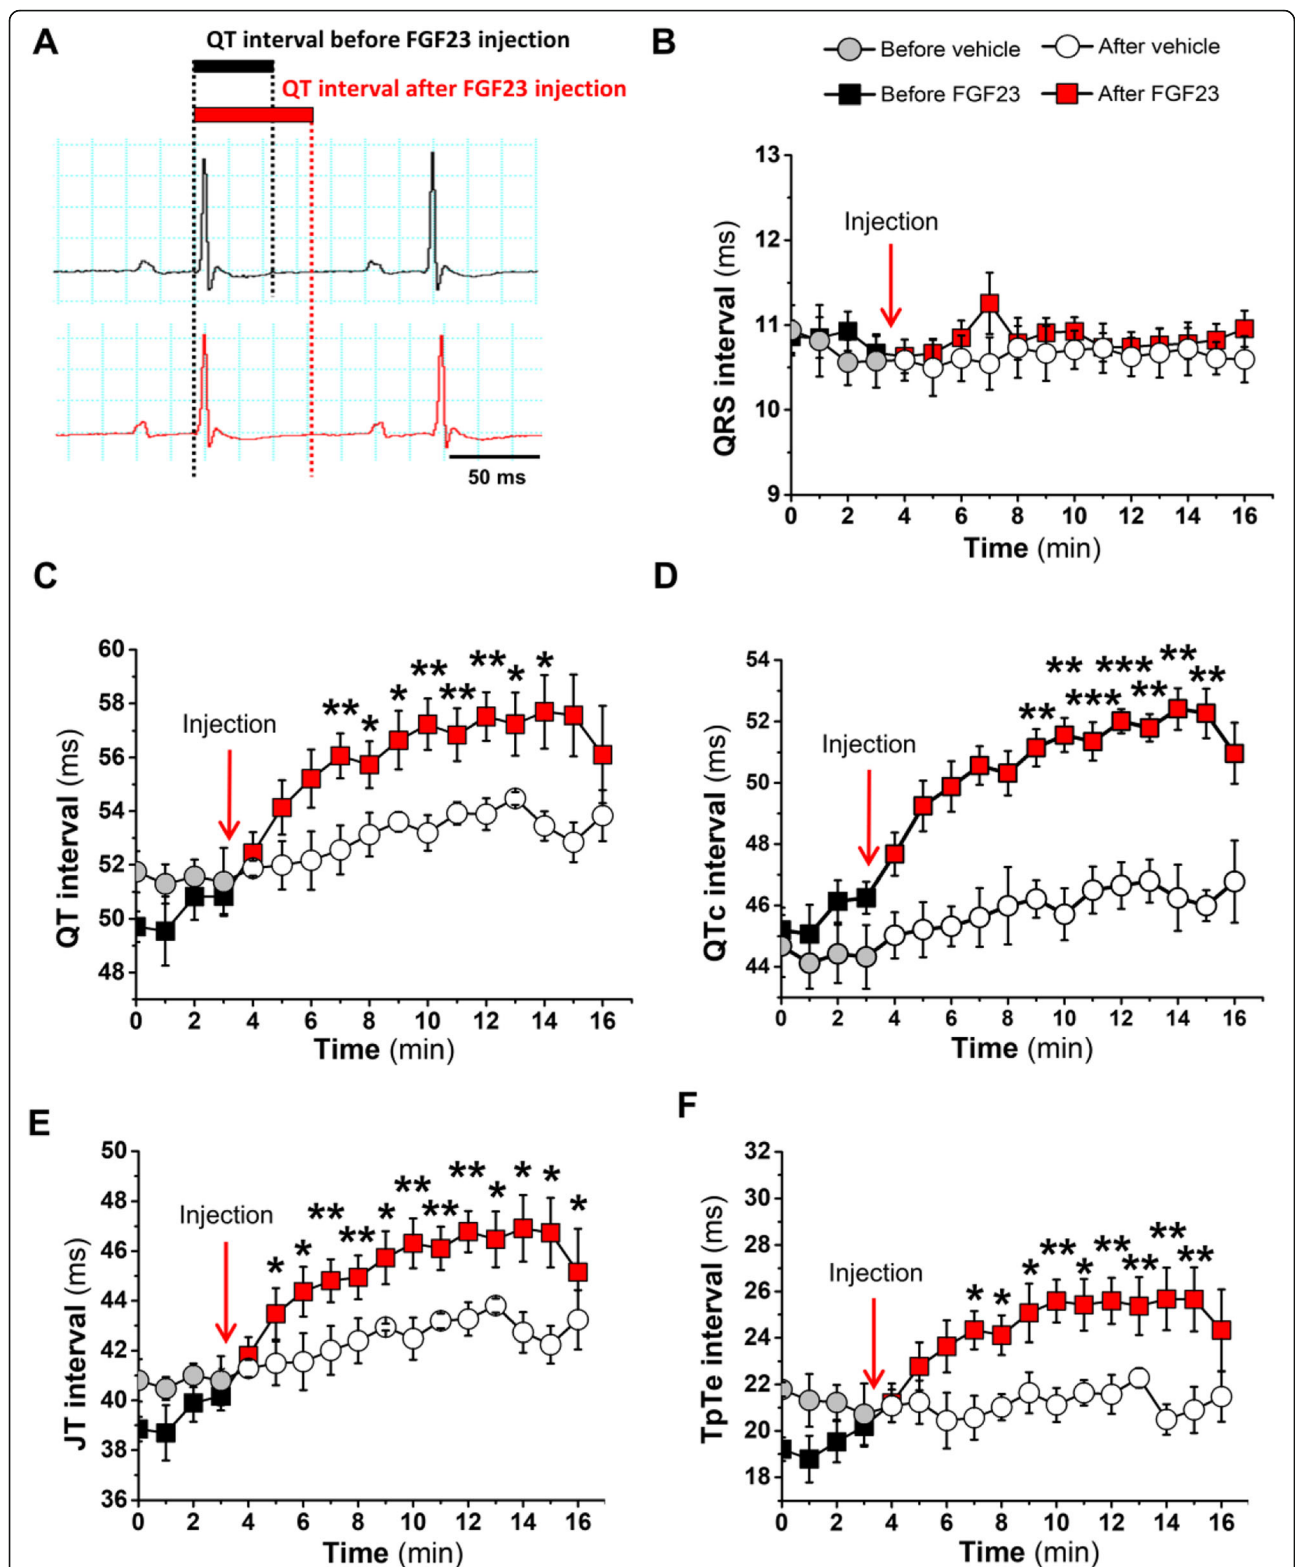 A
QT interval before FGF23 injection
QT interval after FGF23 injection
50 ms
B
Before vehicle
After vehicle
Before FGF23
After FGF23
13
12
11
10
9
QRS interval (ms)
Injection
0 2 4 6 8 10 12 14 16
Time (min)
C
60
58
56
54
52
50
48
QT interval (ms)
Injection
** * * ** ** ** * *
0 2 4 6 8 10 12 14 16
Time (min)
D
54
52
50
48
46
44
QTc interval (ms)
Injection
** ** *** *** ** ** **
0 2 4 6 8 10 12 14 16
Time (min)
E
50
48
46
44
42
40
38
36
JT interval (ms)
Injection
* * ** ** * ** ** ** * * * *
0 2 4 6 8 10 12 14 16
Time (min)
F
32
30
28
26
24
22
20
18
TpTe interval (ms)
Injection
* * * ** * ** ** ** **
0 2 4 6 8 10 12 14 16
Time (min)